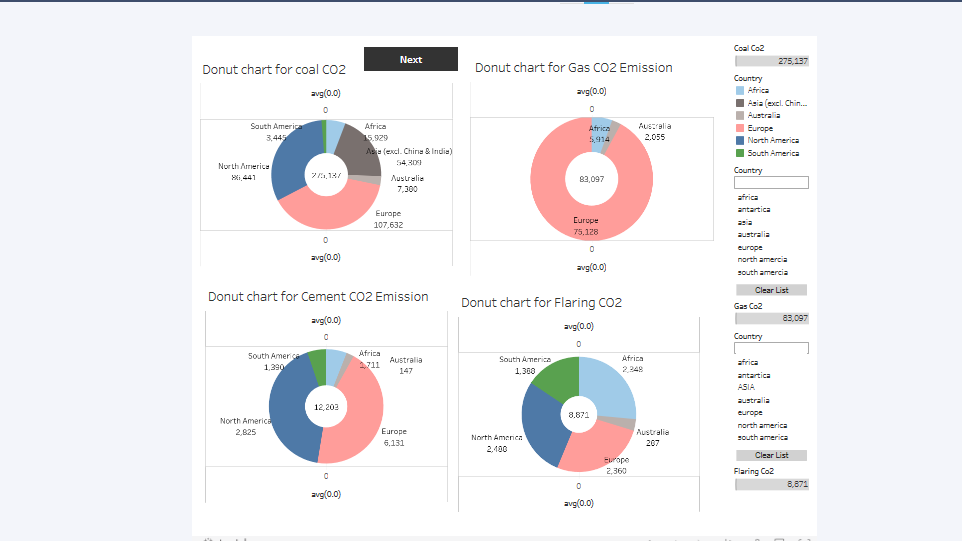 Next
Donut chart for coal CO2
avg(0.0)
0
South America
3,445
Africa
15,929
Asia (excl. China & India)
54,309
North America
86,441
275,137
Australia
7,380
Europe
107,632
0
avg(0.0)
Donut chart for Gas CO2 Emission
avg(0.0)
0
Africa
5,914
Australia
2,055
83,097
Europe
75,128
0
avg(0.0)
Donut chart for Cement CO2 Emission
avg(0.0)
0
South America
1,390
Africa
1,711
Australia
147
12,203
North America
2,825
Europe
6,131
0
avg(0.0)
Donut chart for Flaring CO2
avg(0.0)
0
South America
1,388
Africa
2,348
8,871
North America
2,488
Australia
287
Europe
2,360
0
avg(0.0)
Coal Co2
275,137
Country
Africa
Asia (excl. Chin...
Australia
Europe
North America
South America
Country
africa
antartica
asia
australia
europe
north amercia
south amercia
Clear List
Gas Co2
83,097
Country
africa
antartica
ASIA
australia
europe
north america
south america
Clear List
Flaring Co2
8,871